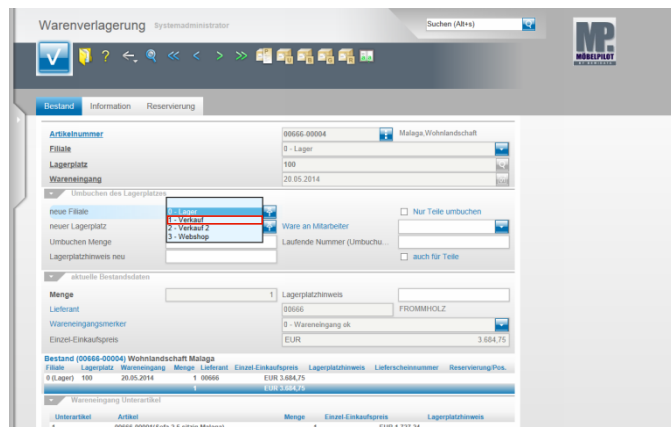 Warenverlagerung Systemadministrator Suchen (Alt+s)
MP
MÖBELPILOT
Bestand Information Reservierung
Artikelnummer 00666-00004 Malaga.Wohnlandschaft
Filiale 0 - Lager
Lagerplatz 100
Wareneingang 20.05.2014
Umbuchen des Lagerplatzes
neue Filiale 0 - Lager Nur Teile umbuchen
1 - Verkauf
neuer Lagerplatz 2 - Verkauf 2 Ware an Mitarbeiter
3 - Webshop
Umbuchen Menge Laufende Nummer (Umbuchu...
Lagerplatzhinweis neu auch für Teile
aktuelle Bestandsdaten
Menge 1 Lagerplatzhinweis
Lieferant 00666 FROMMHOLZ
Wareneingangsmerker 0 - Wareneingang ok
Einzel-Einkaufspreis EUR 3.684,75
Bestand (00666-00004) Wohnlandschaft Malaga
Filiale Lagerplatz Wareneingang Menge Lieferant Einzel-Einkaufspreis Lagerplatzhinweis Lieferscheinnummer Reservierung/Pos.
0 (Lager) 100 20.05.2014 1 00666 EUR 3.684,75
1 EUR 3.684,75
Wareneingang Unterartikel
Unterartikel Artikel Menge Einzel-Einkaufspreis Lagerplatzhinweis